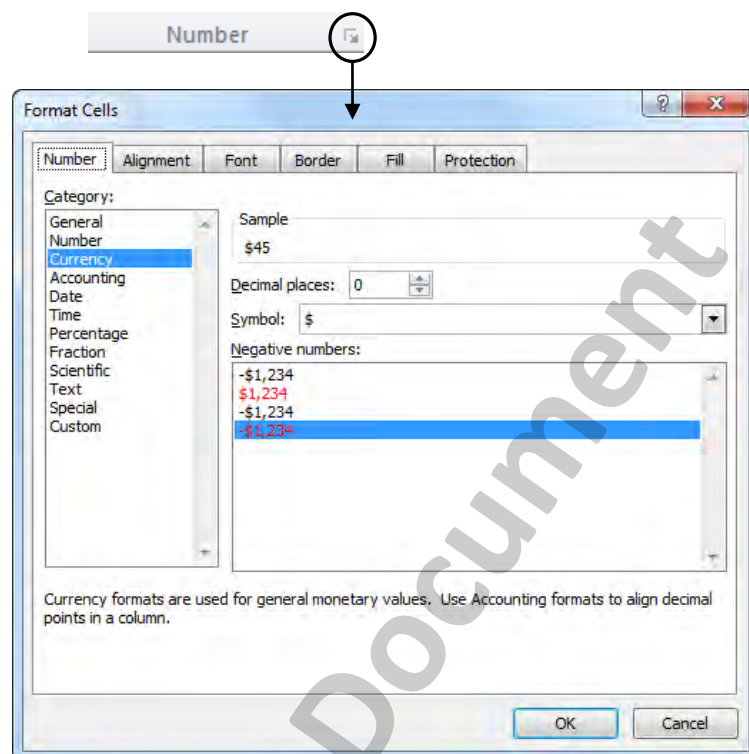 Number
Format Cells
? X
Number Alignment Font Border Fill Protection
Category:
General
Number
Currency
Accounting
Date
Time
Percentage
Fraction
Scientific
Text
Special
Custom
Sample
$45
Decimal places: 0
Symbol: $
Negative numbers:
-$1,234
$1,234
-$1,234
-$1,234
Currency formats are used for general monetary values. Use Accounting formats to align decimal
points in a column.
OK Cancel
Document